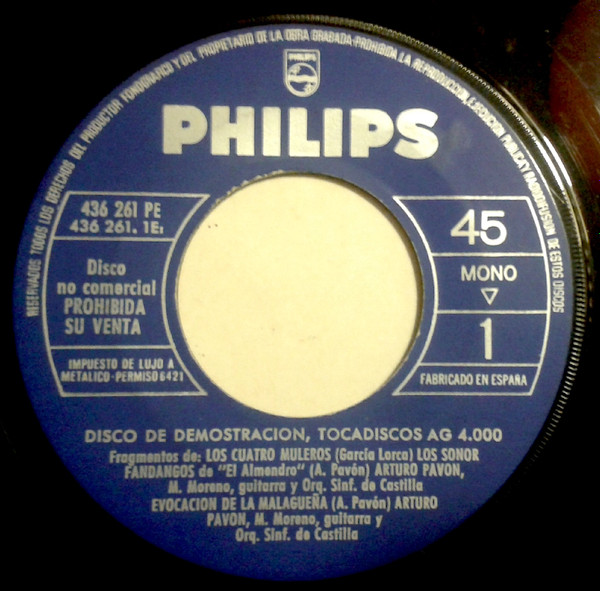 RESERVADOS TODOS LOS DERECHOS DEL PRODUCTOR FONOGRAFICO Y DEL PROPIETARIO DE LA OBRA GRABADA-PROHIBIDA LA REPRODUCCION, EJECUCION PUBLICA Y RADIODIFUSION DE ESTOS DISCOS
PHILIPS
PHILIPS
436 261 PE
436 261. 1E:
Disco
no comercial
PROHIBIDA
SU VENTA
IMPUESTO DE LUJO A
METALICO-PERMISO 6421
45
MONO
1
FABRICADO EN ESPAÑA
DISCO DE DEMOSTRACION, TOCADISCOS AG 4.000
Fragmentos de: LOS CUATRO MULEROS (García Lorca) LOS SONOR
FANDANGOS de "El Almendro" (A. Pavón) ARTURO PAVON,
M. Moreno, guitarra y Orq. Sinf. de Castilla
EVOCACION DE LA MALAGUEÑA (A. Pavón) ARTURO
PAVON, M. Moreno, guitarra y
Orq. Sinf. de Castilla